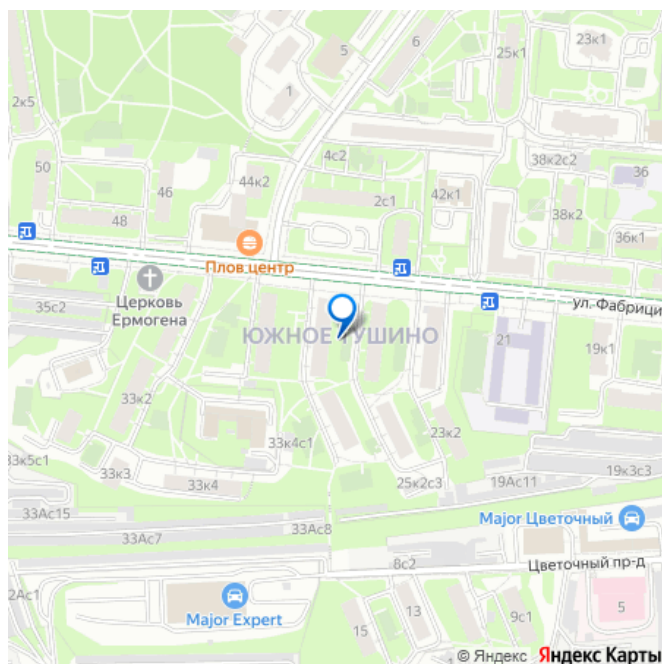 6
23к1
25к1
5
2к5
1
4с2
38к2с2
50
36
46
44к2
42к1
2с1
38к2
48
36к1
Плов центр
Церковь
Ермогена
ул. Фабрици
35с2
ЮЖНОЕ ТУШИНО
21
19к1
33к2
23к2
33к4с1
33к5с1
33к3
33к4
19к3с3
19Ас11
25к2с3
33Ас15
Major Цветочный
33Ас8
33Ас7
8с2
Цветочный пр-д
2Ас1
13
5
Major Expert
9с1
15
© Яндекс Яндекс Карты